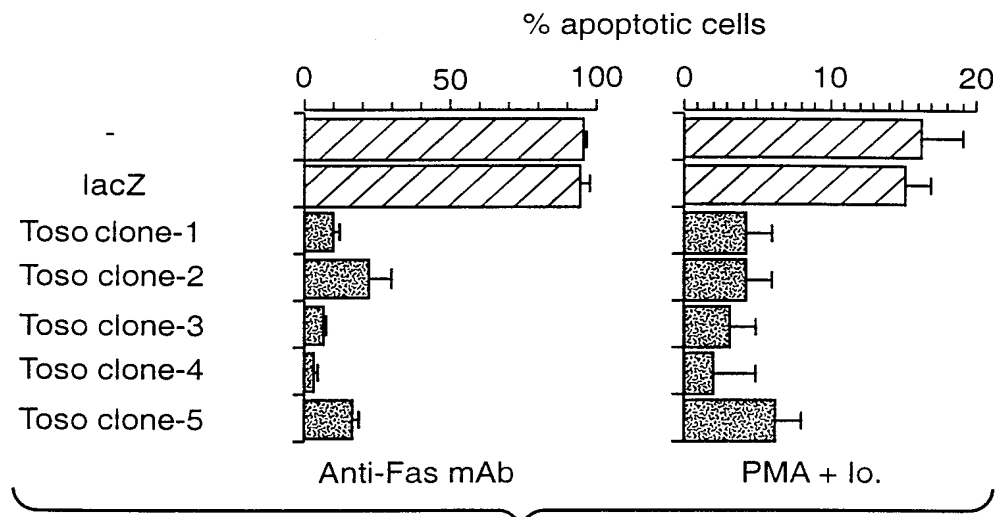 % apoptotic cells
0 50 100 0 10 20
-
lacZ
Toso clone-1
Toso clone-2
Toso clone-3
Toso clone-4
Toso clone-5
Anti-Fas mAb PMA + Io.